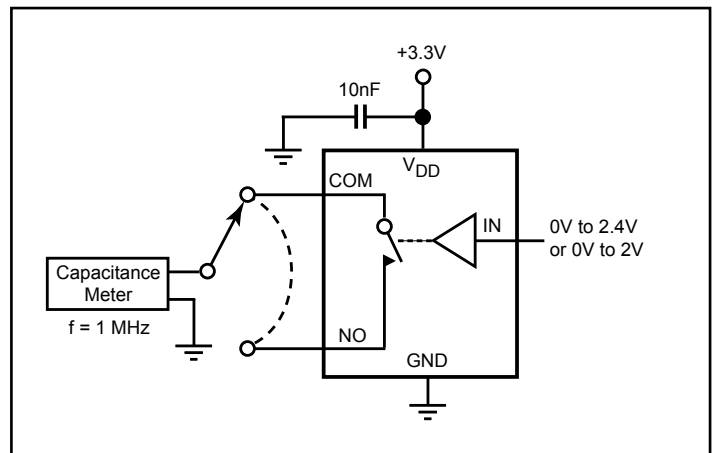 +3.3V
10nF
VDD
COM
IN
0V to 2.4V
or 0V to 2V
Capacitance
Meter
f = 1 MHz
NO
GND